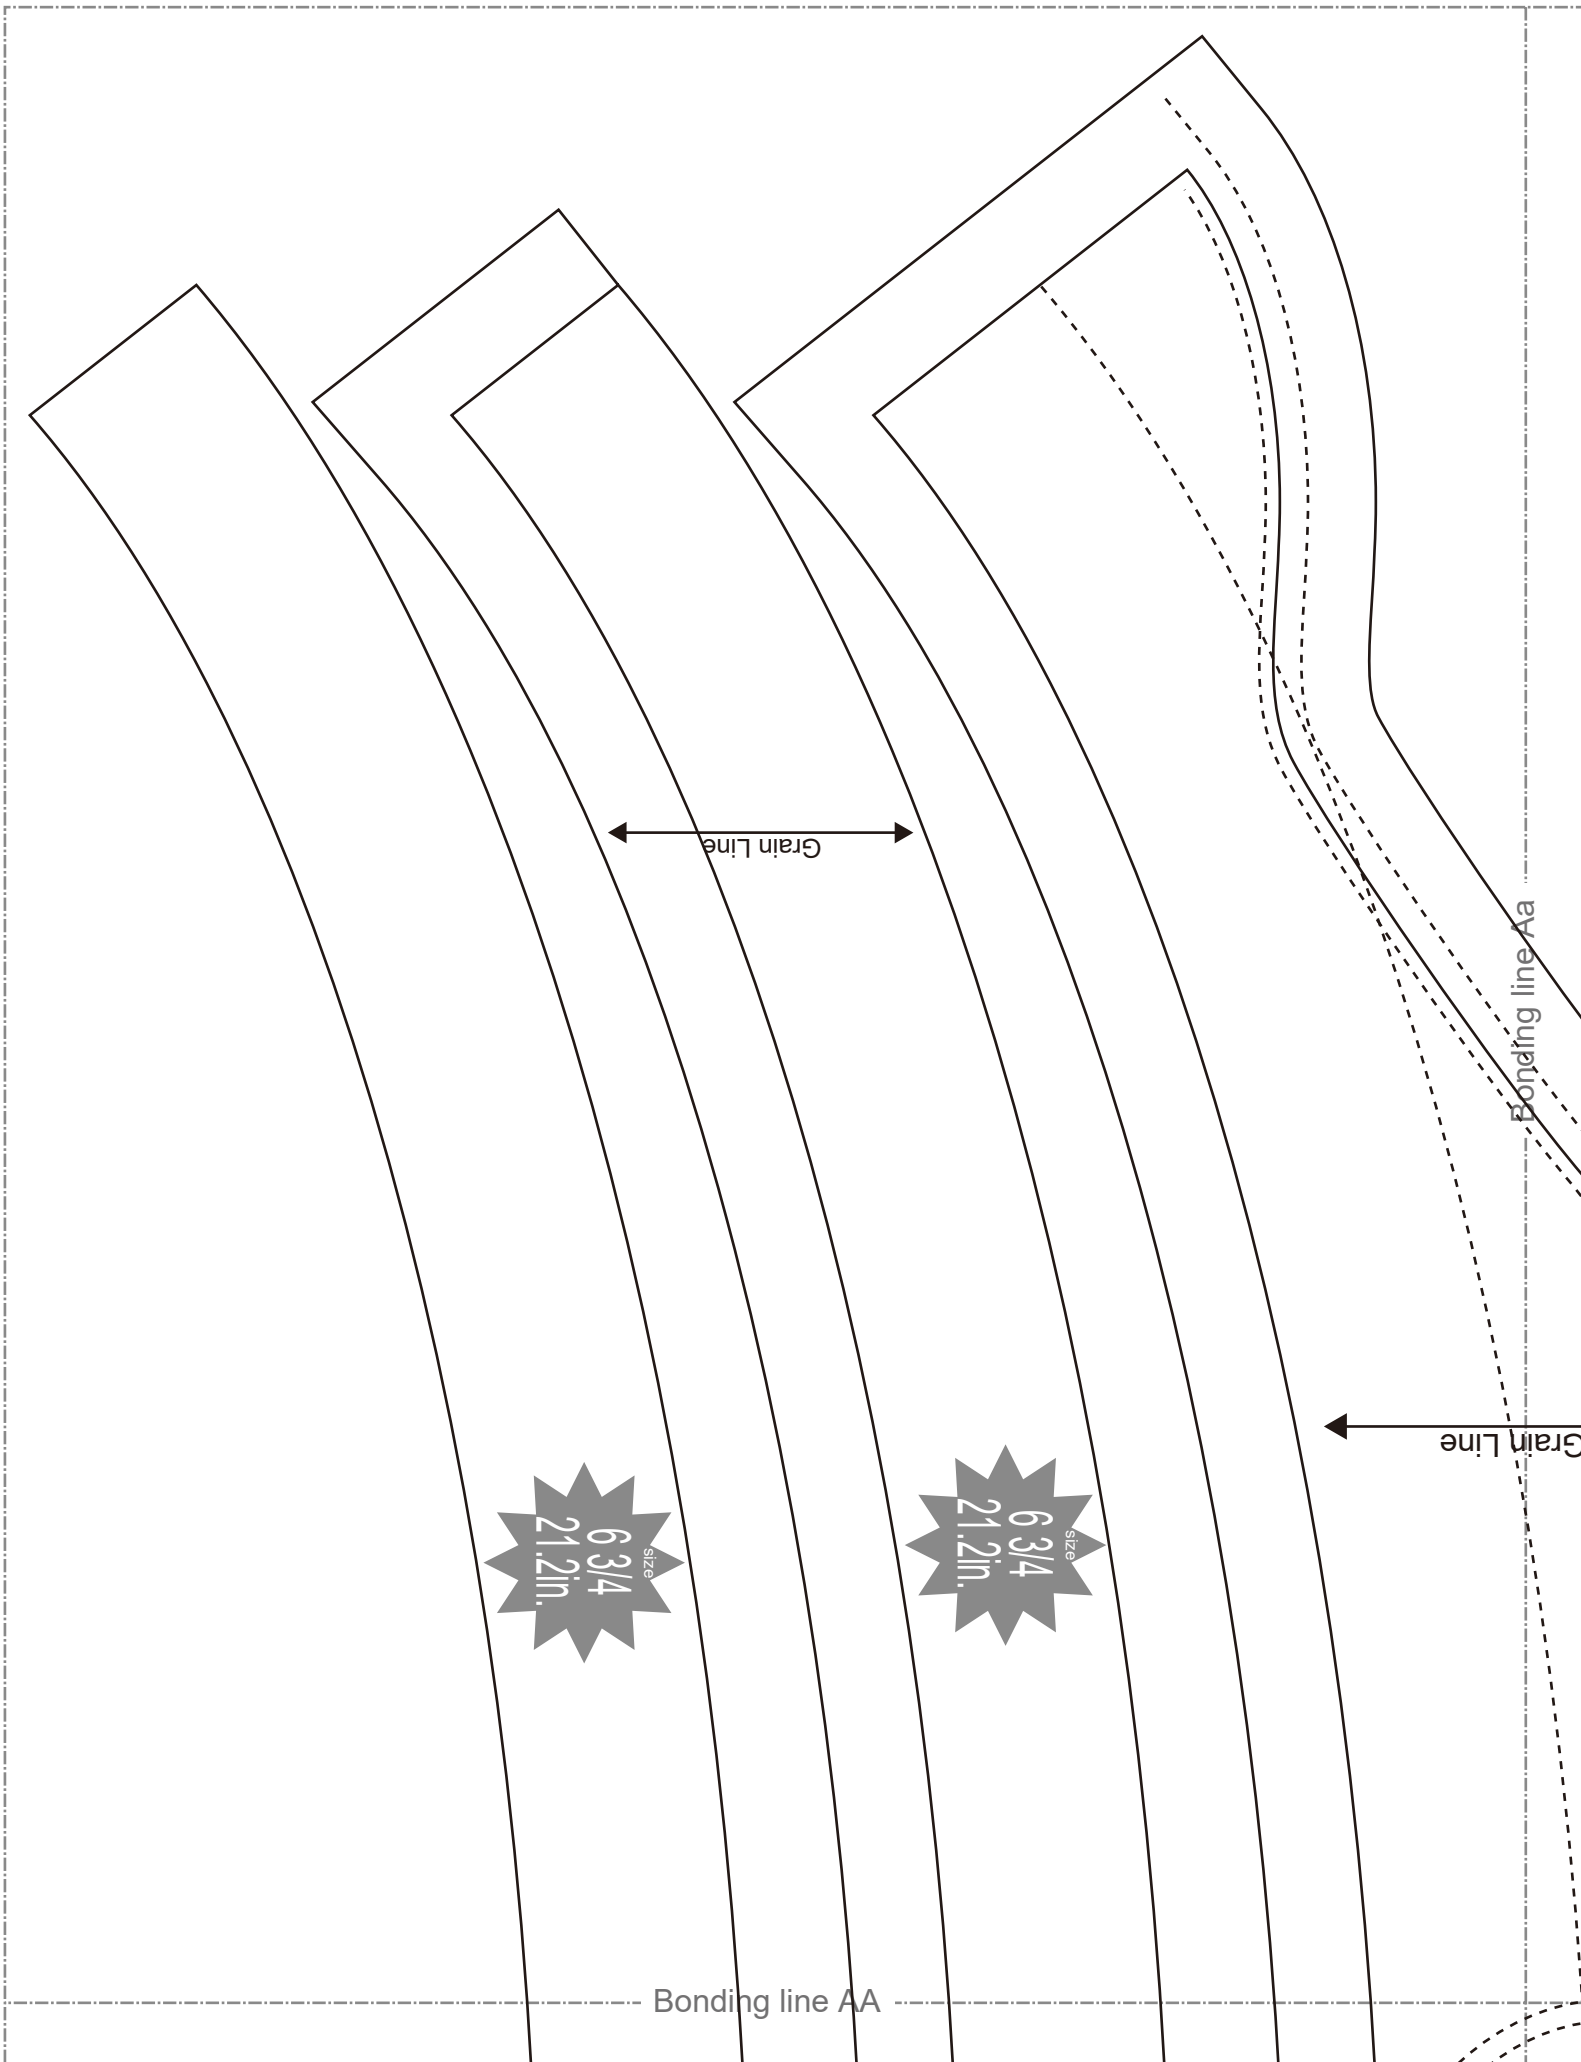 Grain Line
Bonding line Aa
Grain Line
size
6 3/4
21.2in.
size
6 3/4
21.2in.
Bonding line AA